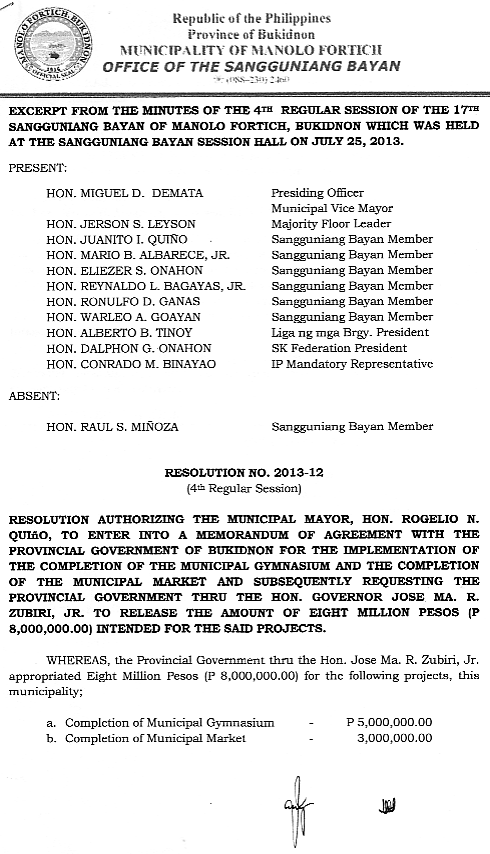 Republic of the Philippines
Province of Bukidnon
MUNICIPALITY OF MANOLO FORTICH
OFFICE OF THE SANGGUNIANG BAYAN
EXCERPT FROM THE MINUTES OF THE 4TH REGULAR SESSION OF THE 17TH
SANGGUNIANG BAYAN OF MANOLO FORTICH, BUKIDNON WHICH WAS HELD
AT THE SANGGUNIANG BAYAN SESSION HALL ON JULY 25, 2013.
PRESENT:
HON. MIGUEL D. DEMATA Presiding Officer
Municipal Vice Mayor
HON. JERSON S. LEYSON Majority Floor Leader
HON. JUANITO I. QUIÑO Sangguniang Bayan Member
HON. MARIO B. ALBARECE, JR. Sangguniang Bayan Member
HON. ELIEZER S. ONAHON Sangguniang Bayan Member
HON. REYNALDO L. BAGAYAS, JR. Sangguniang Bayan Member
HON. RONULFO D. GANAS Sangguniang Bayan Member
HON. WARLEO A. GOAYAN Sangguniang Bayan Member
HON. ALBERTO B. TINOY Liga ng mga Brgy. President
HON. DALPHON G. ONAHON SK Federation President
HON. CONRADO M. BINAYAO IP Mandatory Representative
ABSENT:
HON. RAUL S. MIÑOZA Sangguniang Bayan Member
RESOLUTION NO. 2013-12
(4th Regular Session)
RESOLUTION AUTHORIZING THE MUNICIPAL MAYOR, HON. ROGELIO N.
QUIñO, TO ENTER INTO A MEMORANDUM OF AGREEMENT WITH THE
PROVINCIAL GOVERNMENT OF BUKIDNON FOR THE IMPLEMENTATION OF
THE COMPLETION OF THE MUNICIPAL GYMNASIUM AND THE COMPLETION
OF THE MUNICIPAL MARKET AND SUBSEQUENTLY REQUESTING THE
PROVINCIAL GOVERNMENT THRU THE HON. GOVERNOR JOSE MA. R.
ZUBIRI, JR. TO RELEASE THE AMOUNT OF EIGHT MILLION PESOS (P
8,000,000.00) INTENDED FOR THE SAID PROJECTS.
WHEREAS, the Provincial Government thru the Hon. Jose Ma. R. Zubiri, Jr.
appropriated Eight Million Pesos (P 8,000,000.00) for the following projects, this
municipality;
a. Completion of Municipal Gymnasium - P 5,000,000.00
b. Completion of Municipal Market - 3,000,000.00